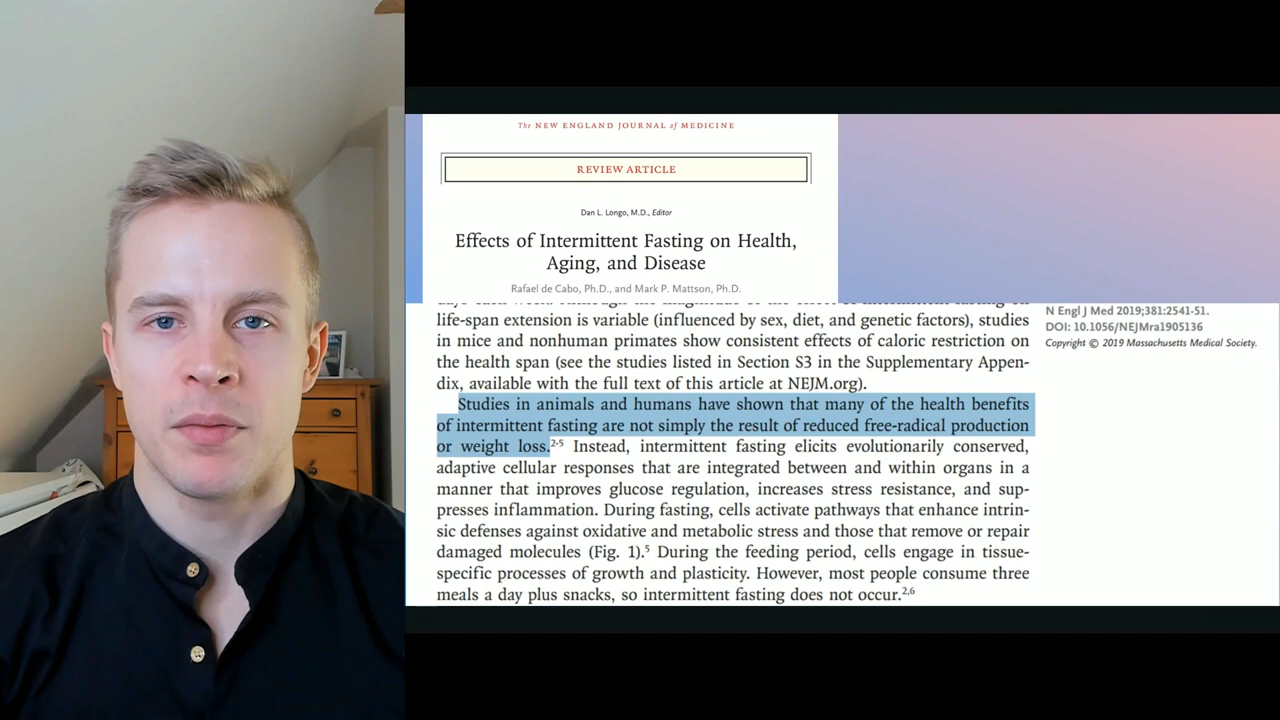 The NEW ENGLAND JOURNAL of MEDICINE
REVIEW ARTICLE
Dan L. Longo, M.D., Editor
Effects of Intermittent Fasting on Health,
Aging, and Disease
Rafael de Cabo, Ph.D., and Mark P. Mattson, Ph.D.
life-span extension is variable (influenced by sex, diet, and genetic factors), studies
in mice and nonhuman primates show consistent effects of caloric restriction on
the health span (see the studies listed in Section S3 in the Supplementary Appen-
dix, available with the full text of this article at NEJM.org).
Studies in animals and humans have shown that many of the health benefits
of intermittent fasting are not simply the result of reduced free-radical production
or weight loss.2-5 Instead, intermittent fasting elicits evolutionarily conserved,
adaptive cellular responses that are integrated between and within organs in a
manner that improves glucose regulation, increases stress resistance, and sup-
presses inflammation. During fasting, cells activate pathways that enhance intrin-
sic defenses against oxidative and metabolic stress and those that remove or repair
damaged molecules (Fig. 1).5 During the feeding period, cells engage in tissue-
specific processes of growth and plasticity. However, most people consume three
meals a day plus snacks, so intermittent fasting does not occur.2,6
N Engl J Med 2019;381:2541-51.
DOI: 10.1056/NEJMra1905136
Copyright © 2019 Massachusetts Medical Society.